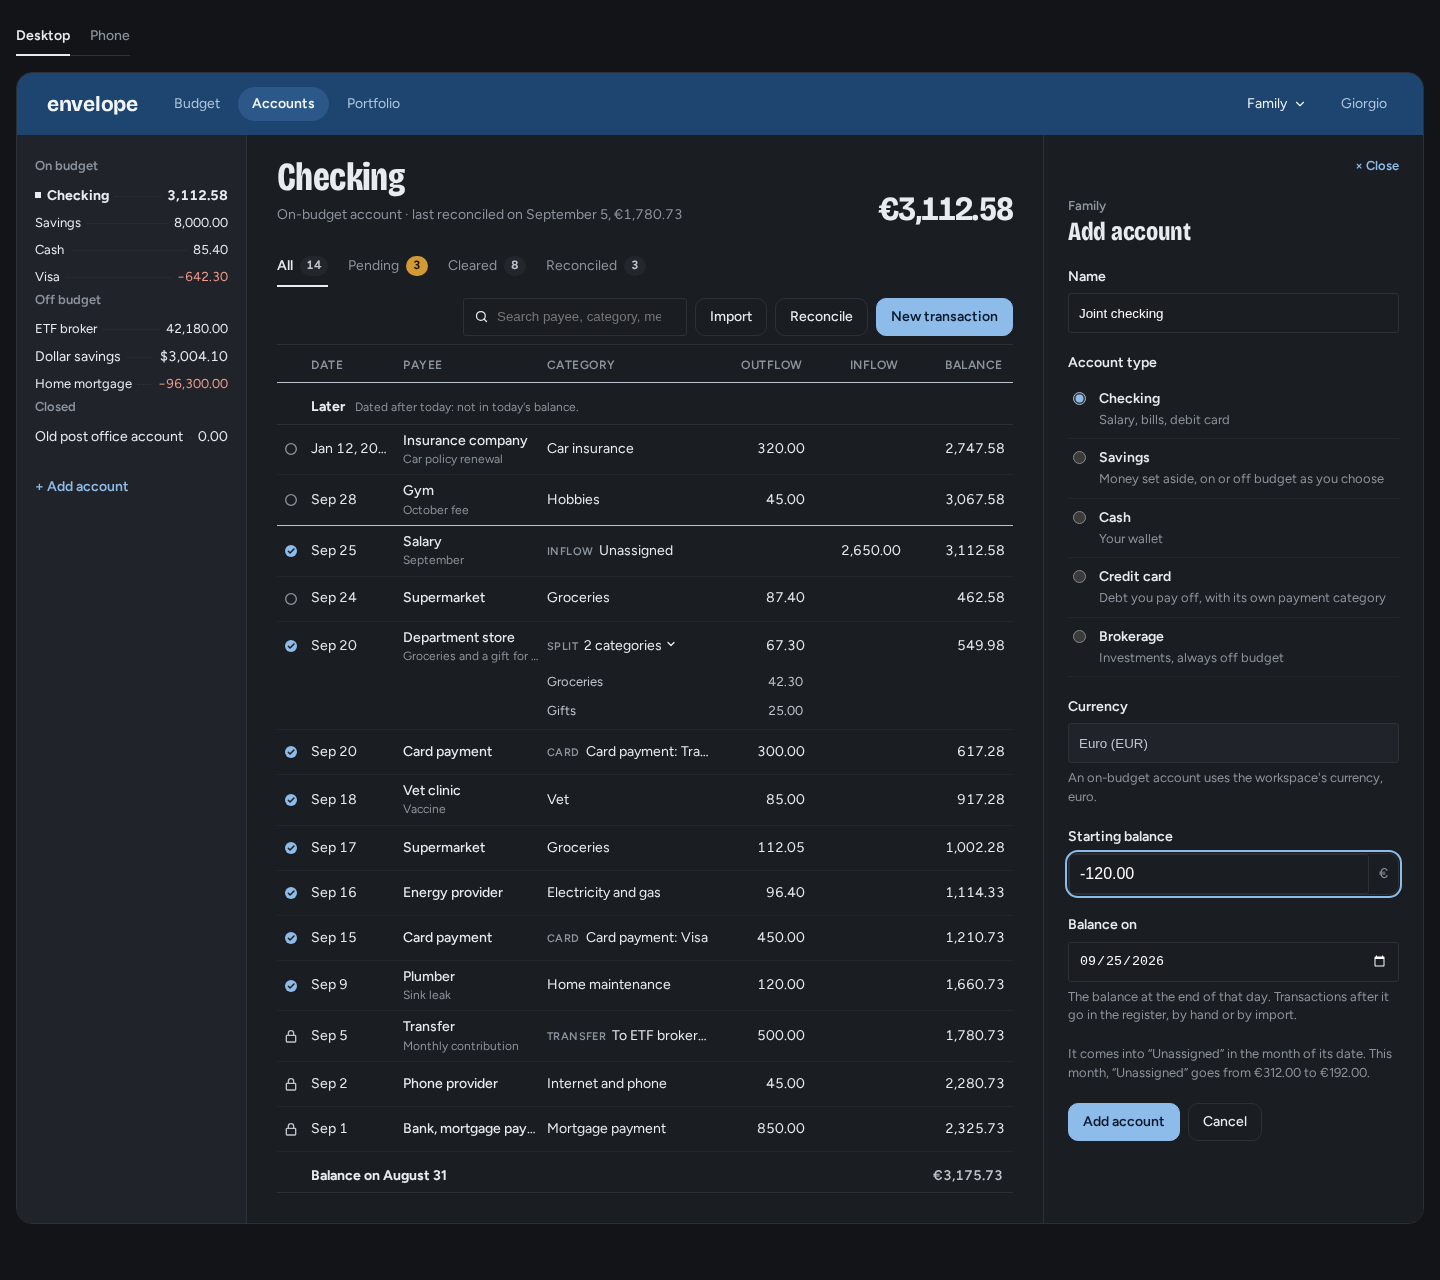 Desktop Phone
envelope Budget Accounts Portfolio Family Giorgio
On budget
Checking 3,112.58
Savings 8,000.00
Cash 85.40
Visa −642.30
Off budget
ETF broker 42,180.00
Dollar savings $3,004.10
Home mortgage −96,300.00
Closed
Old post office account 0.00
+ Add account
Checking
On-budget account · last reconciled on September 5, €1,780.73
€3,112.58
All 14 Pending 3 Cleared 8 Reconciled 3
Search payee, category, me Import Reconcile New transaction
DATE PAYEE CATEGORY OUTFLOW INFLOW BALANCE
Later Dated after today: not in today's balance.
Jan 12, 20… Insurance company Car insurance 320.00 2,747.58
Car policy renewal
Sep 28 Gym Hobbies 45.00 3,067.58
October fee
Sep 25 Salary INFLOW Unassigned 2,650.00 3,112.58
September
Sep 24 Supermarket Groceries 87.40 462.58
Sep 20 Department store SPLIT 2 categories 67.30 549.98
Groceries and a gift for …
Groceries 42.30
Gifts 25.00
Sep 20 Card payment CARD Card payment: Tra… 300.00 617.28
Sep 18 Vet clinic Vet 85.00 917.28
Vaccine
Sep 17 Supermarket Groceries 112.05 1,002.28
Sep 16 Energy provider Electricity and gas 96.40 1,114.33
Sep 15 Card payment CARD Card payment: Visa 450.00 1,210.73
Sep 9 Plumber Home maintenance 120.00 1,660.73
Sink leak
Sep 5 Transfer TRANSFER To ETF broker… 500.00 1,780.73
Monthly contribution
Sep 2 Phone provider Internet and phone 45.00 2,280.73
Sep 1 Bank, mortgage pay… Mortgage payment 850.00 2,325.73
Balance on August 31 €3,175.73
× Close
Family
Add account
Name
Joint checking
Account type
Checking
Salary, bills, debit card
Savings
Money set aside, on or off budget as you choose
Cash
Your wallet
Credit card
Debt you pay off, with its own payment category
Brokerage
Investments, always off budget
Currency
Euro (EUR)
An on-budget account uses the workspace's currency,
euro.
Starting balance
-120.00 €
Balance on
09/25/2026
The balance at the end of that day. Transactions after it
go in the register, by hand or by import.
It comes into “Unassigned” in the month of its date. This
month, “Unassigned” goes from €312.00 to €192.00.
Add account Cancel